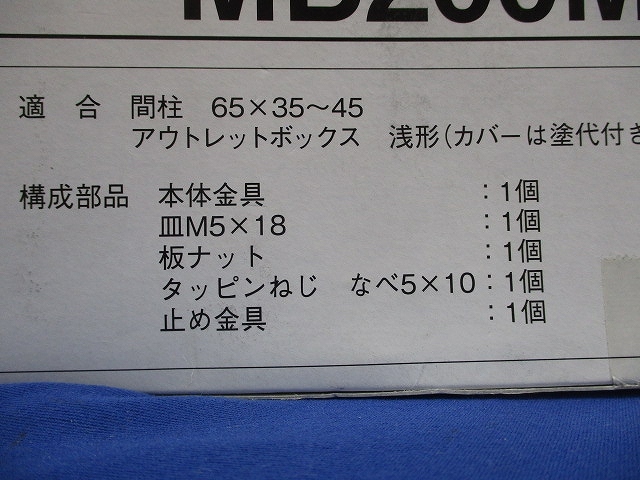 適 合 間柱 65×35〜45
アウトレットボックス 浅形(カバーは塗代付き
構成部品 本体金具 :1個
皿M5×18 :1個
板ナット :1個
タッピンねじ なべ5×10:1個
止め金具 :1個